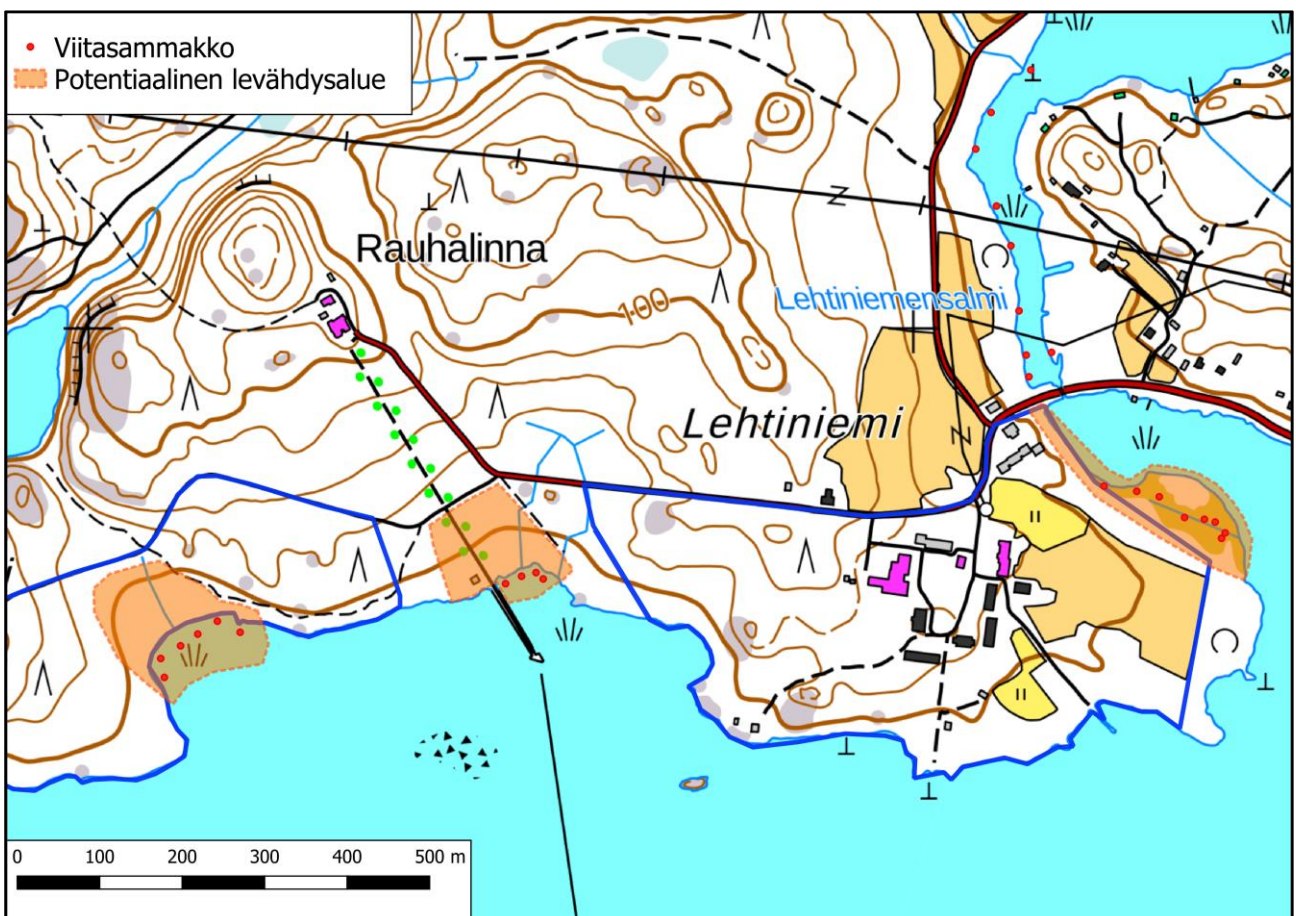 Viitasammakko
Potentiaalinen levähdysalue
Rauhalinna
100
Lehtiniemensalmi
Lehtiniemi
0 100 200 300 400 500 m